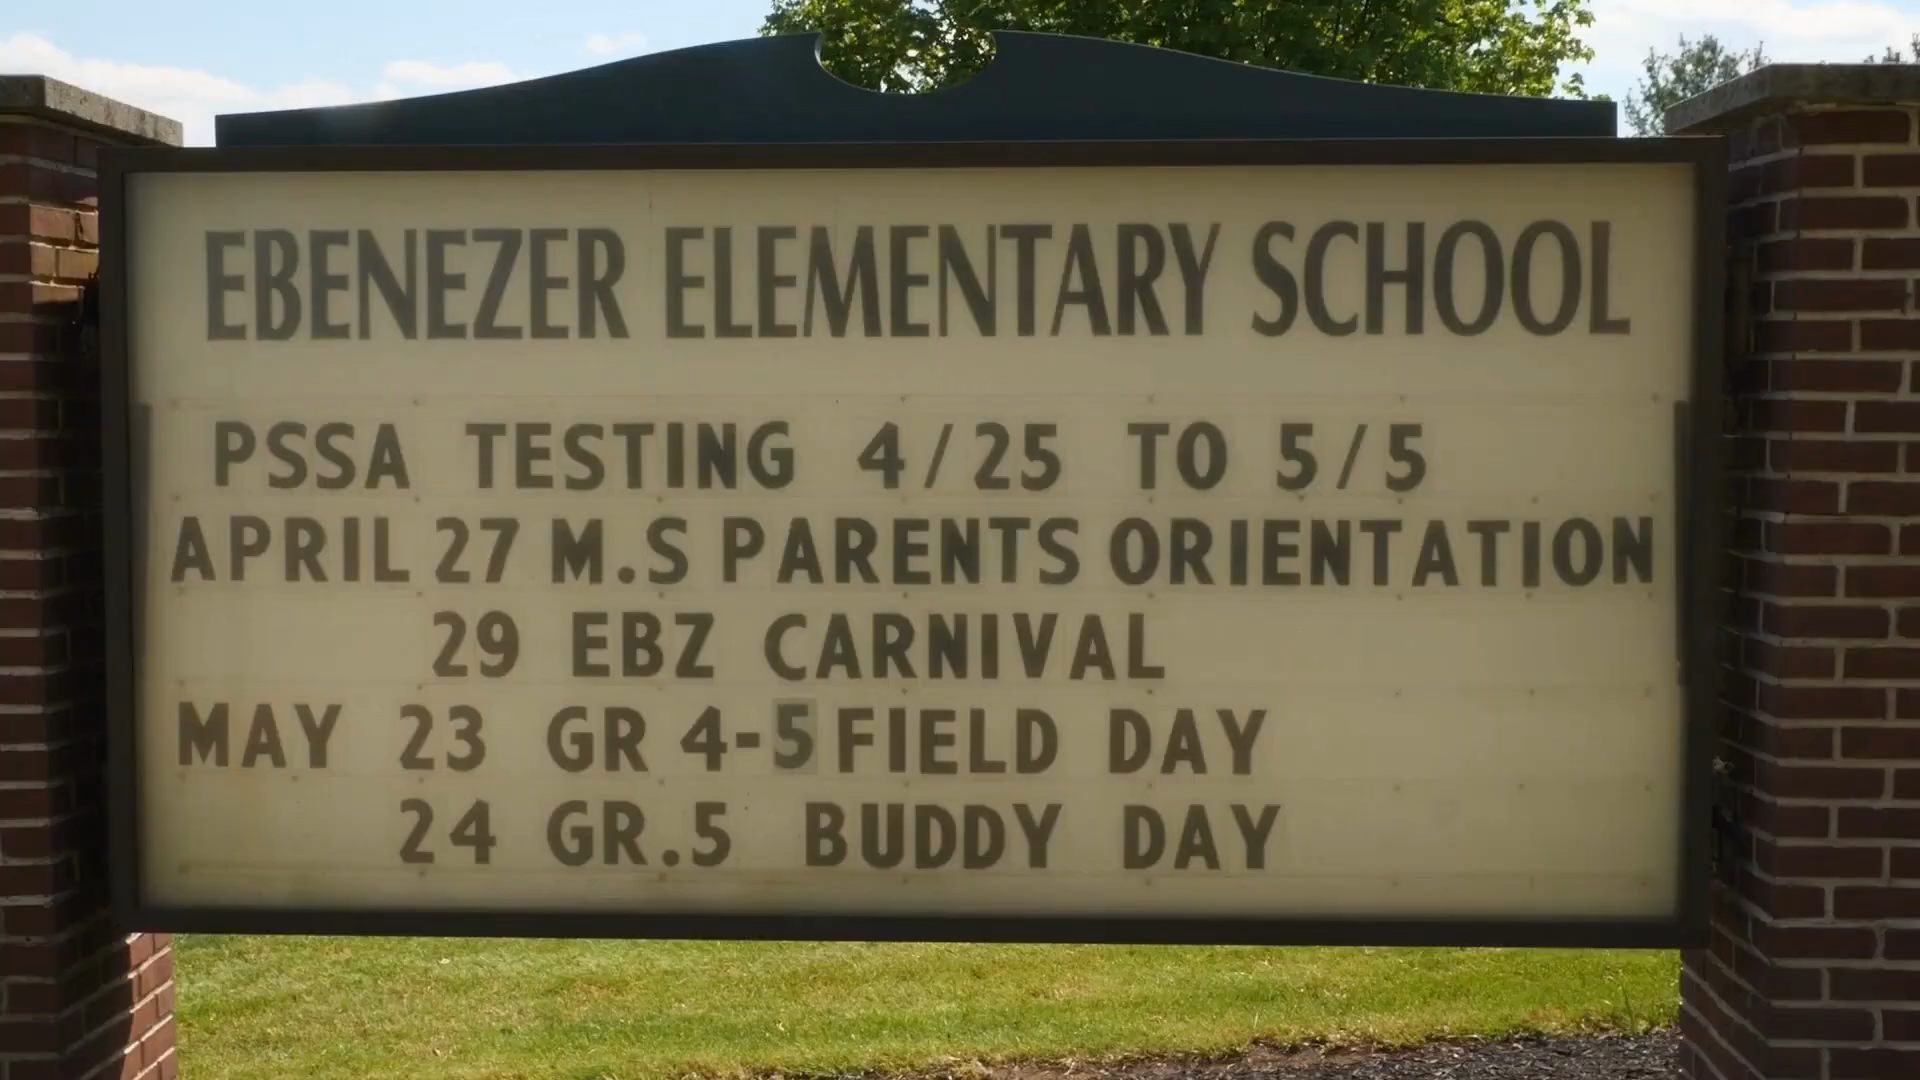 EBENEZER ELEMENTARY SCHOOL
PSSA TESTING 4/25 TO 5/5
APRIL 27 M.S PARENTS ORIENTATION
29 EBZ CARNIVAL
MAY 23 GR 4-5 FIELD DAY
24 GR.5 BUDDY DAY